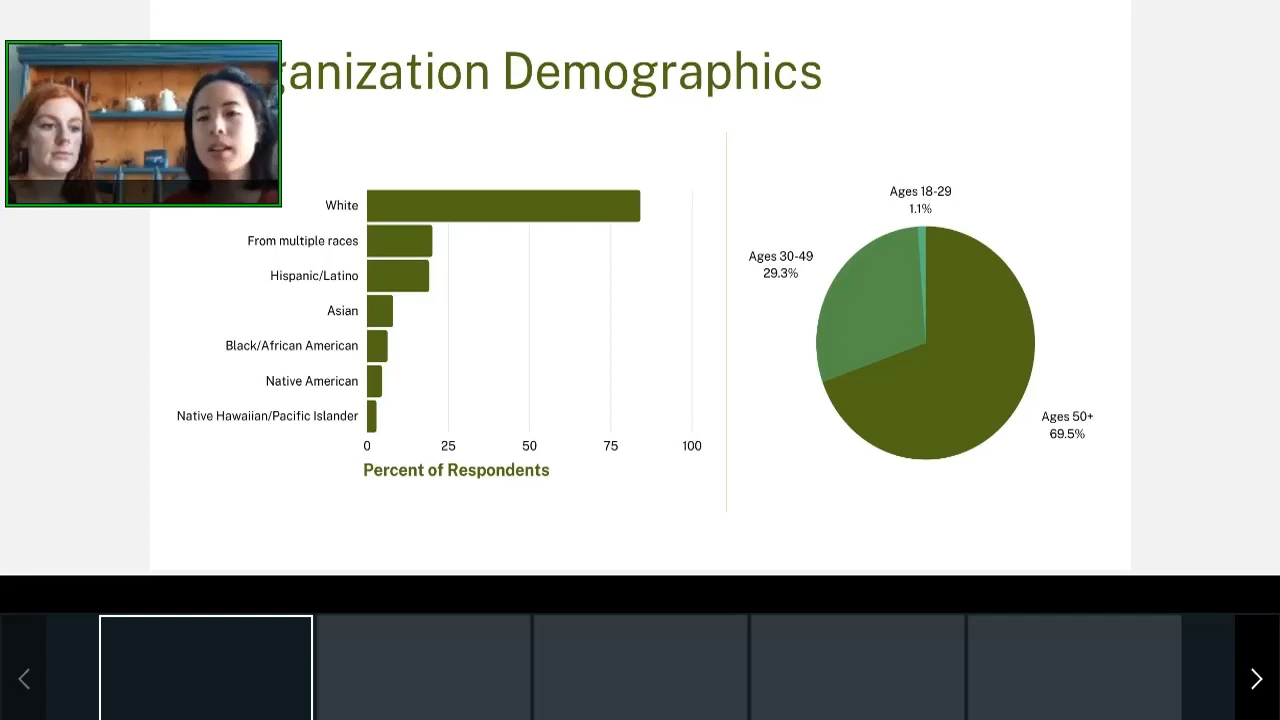 ganization Demographics
White
From multiple races
Hispanic/Latino
Asian
Black/African American
Native American
Native Hawaiian/Pacific Islander
0 25 50 75 100
Percent of Respondents
Ages 18-29
1.1%
Ages 30-49
29.3%
Ages 50+
69.5%